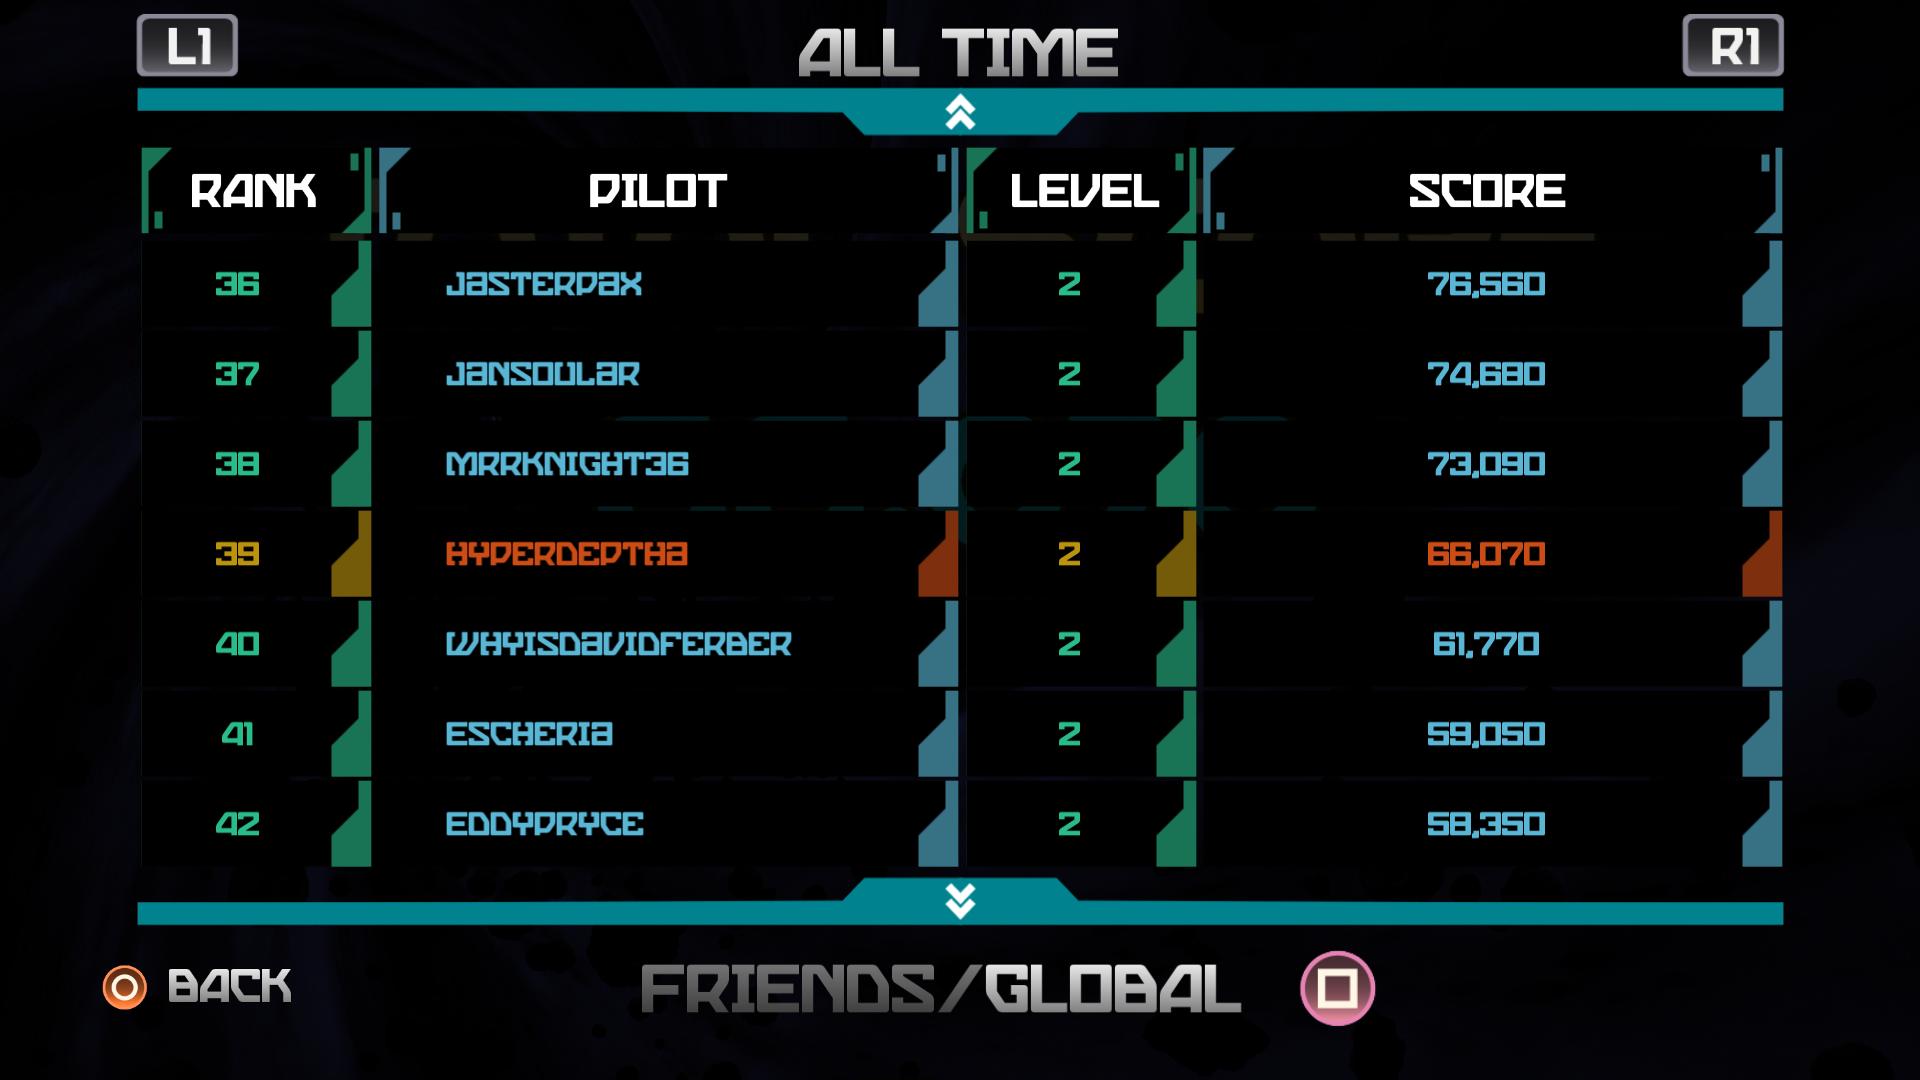 L1 ALL TIME R1
RANK PILOT LEVEL SCORE
36 JASTERPAX 2 76,560
37 JANSOULAR 2 74,680
38 MRRKNIGHT36 2 73,090
39 HYPERDEPTHA 2 66,070
40 WHYISDAVIDFERBER 2 61,770
41 ESCHERIA 2 59,050
42 EDDYPRYCE 2 58,350
BACK FRIENDS/GLOBAL